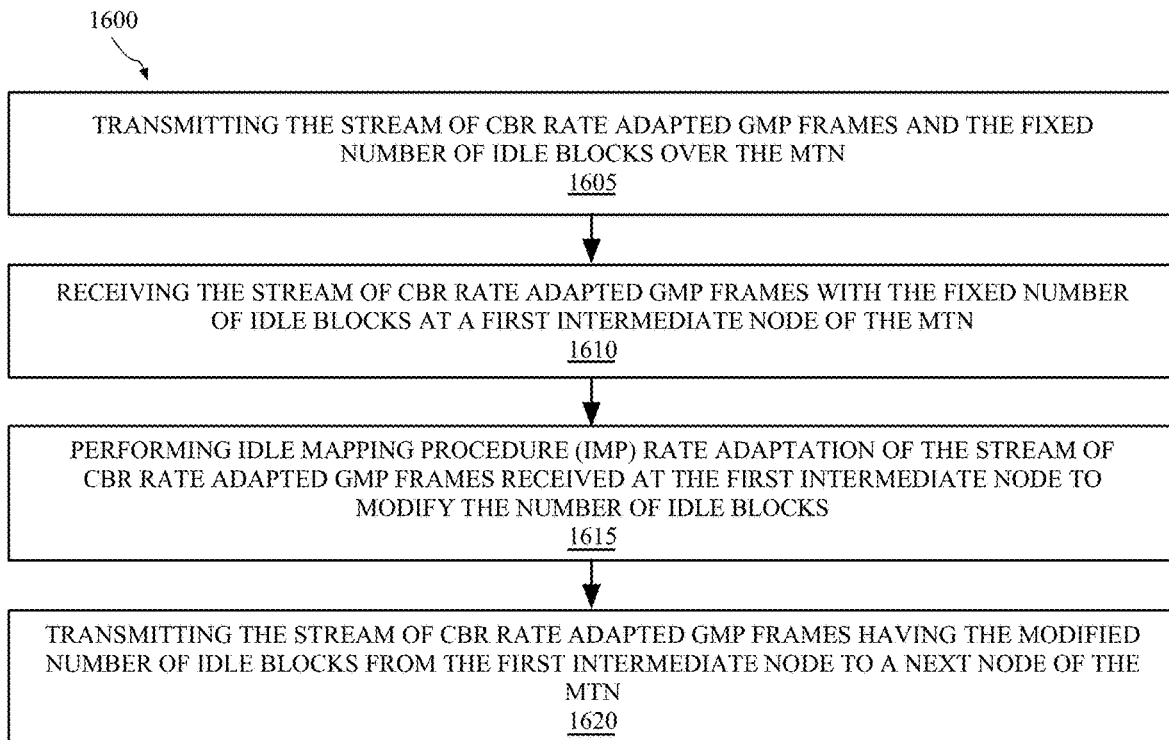 1600
TRANSMITTING THE STREAM OF CBR RATE ADAPTED GMP FRAMES AND THE FIXED
NUMBER OF IDLE BLOCKS OVER THE MTN
1605
RECEIVING THE STREAM OF CBR RATE ADAPTED GMP FRAMES WITH THE FIXED NUMBER
OF IDLE BLOCKS AT A FIRST INTERMEDIATE NODE OF THE MTN
1610
PERFORMING IDLE MAPPING PROCEDURE (IMP) RATE ADAPTATION OF THE STREAM OF
CBR RATE ADAPTED GMP FRAMES RECEIVED AT THE FIRST INTERMEDIATE NODE TO
MODIFY THE NUMBER OF IDLE BLOCKS
1615
TRANSMITTING THE STREAM OF CBR RATE ADAPTED GMP FRAMES HAVING THE MODIFIED
NUMBER OF IDLE BLOCKS FROM THE FIRST INTERMEDIATE NODE TO A NEXT NODE OF THE
MTN
1620